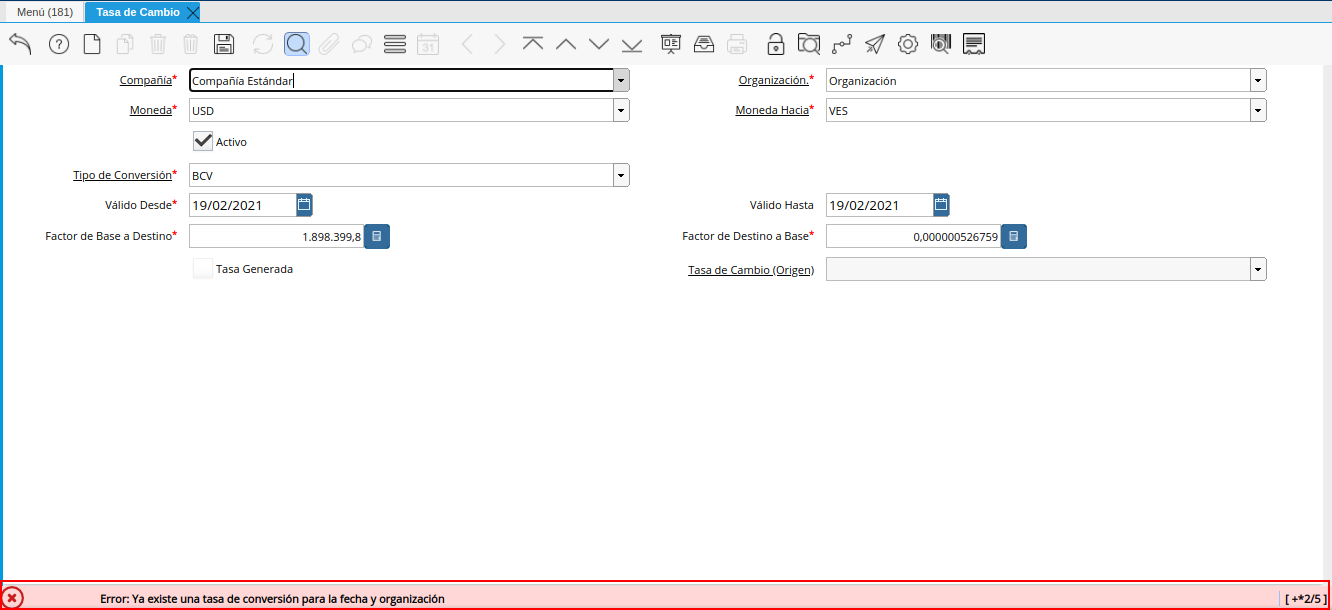 Menú (181) Tasa de Cambio
? 31
Compañía* Compañía Estándar Organización.* Organización
Moneda* USD Moneda Hacia* VES
Activo
Tipo de Conversión* BCV
Válido Desde* 19/02/2021 Válido Hasta 19/02/2021
Factor de Base a Destino* 1.898.399,8 Factor de Destino a Base* 0,000000526759
Tasa Generada Tasa de Cambio (Origen)
Error: Ya existe una tasa de conversión para la fecha y organización [ +*2/5 ]